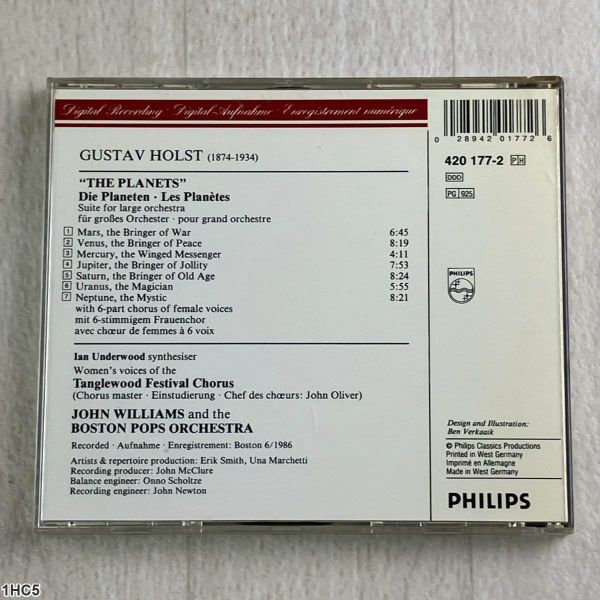 Digital Recording · Digital-Aufnahme · Enregistrement numérique
GUSTAV HOLST (1874-1934)
“THE PLANETS”
Die Planeten · Les Planètes
Suite for large orchestra
für großes Orchester · pour grand orchestre
1 Mars, the Bringer of War 6:45
2 Venus, the Bringer of Peace 8:19
3 Mercury, the Winged Messenger 4:11
4 Jupiter, the Bringer of Jollity 7:53
5 Saturn, the Bringer of Old Age 8:24
6 Uranus, the Magician 5:55
7 Neptune, the Mystic 8:21
with 6-part chorus of female voices
mit 6-stimmigem Frauenchor
avec chœur de femmes à 6 voix
Ian Underwood synthesiser
Women's voices of the
Tanglewood Festival Chorus
(Chorus master · Einstudierung · Chef des chœurs: John Oliver)
JOHN WILLIAMS and the
BOSTON POPS ORCHESTRA
Recorded · Aufnahme · Enregistrement: Boston 6/1986
Artists & repertoire production: Erik Smith, Una Marchetti
Recording producer: John McClure
Balance engineer: Onno Scholtze
Recording engineer: John Newton
0 28942 01772 6
420 177-2 PH
DDD
PG 925
PHILIPS
Design and Illustration:
Ben Verkaaik
© Philips Classics Productions
Printed in West Germany
Imprimé en Allemagne
Made in West Germany
PHILIPS
1HC5